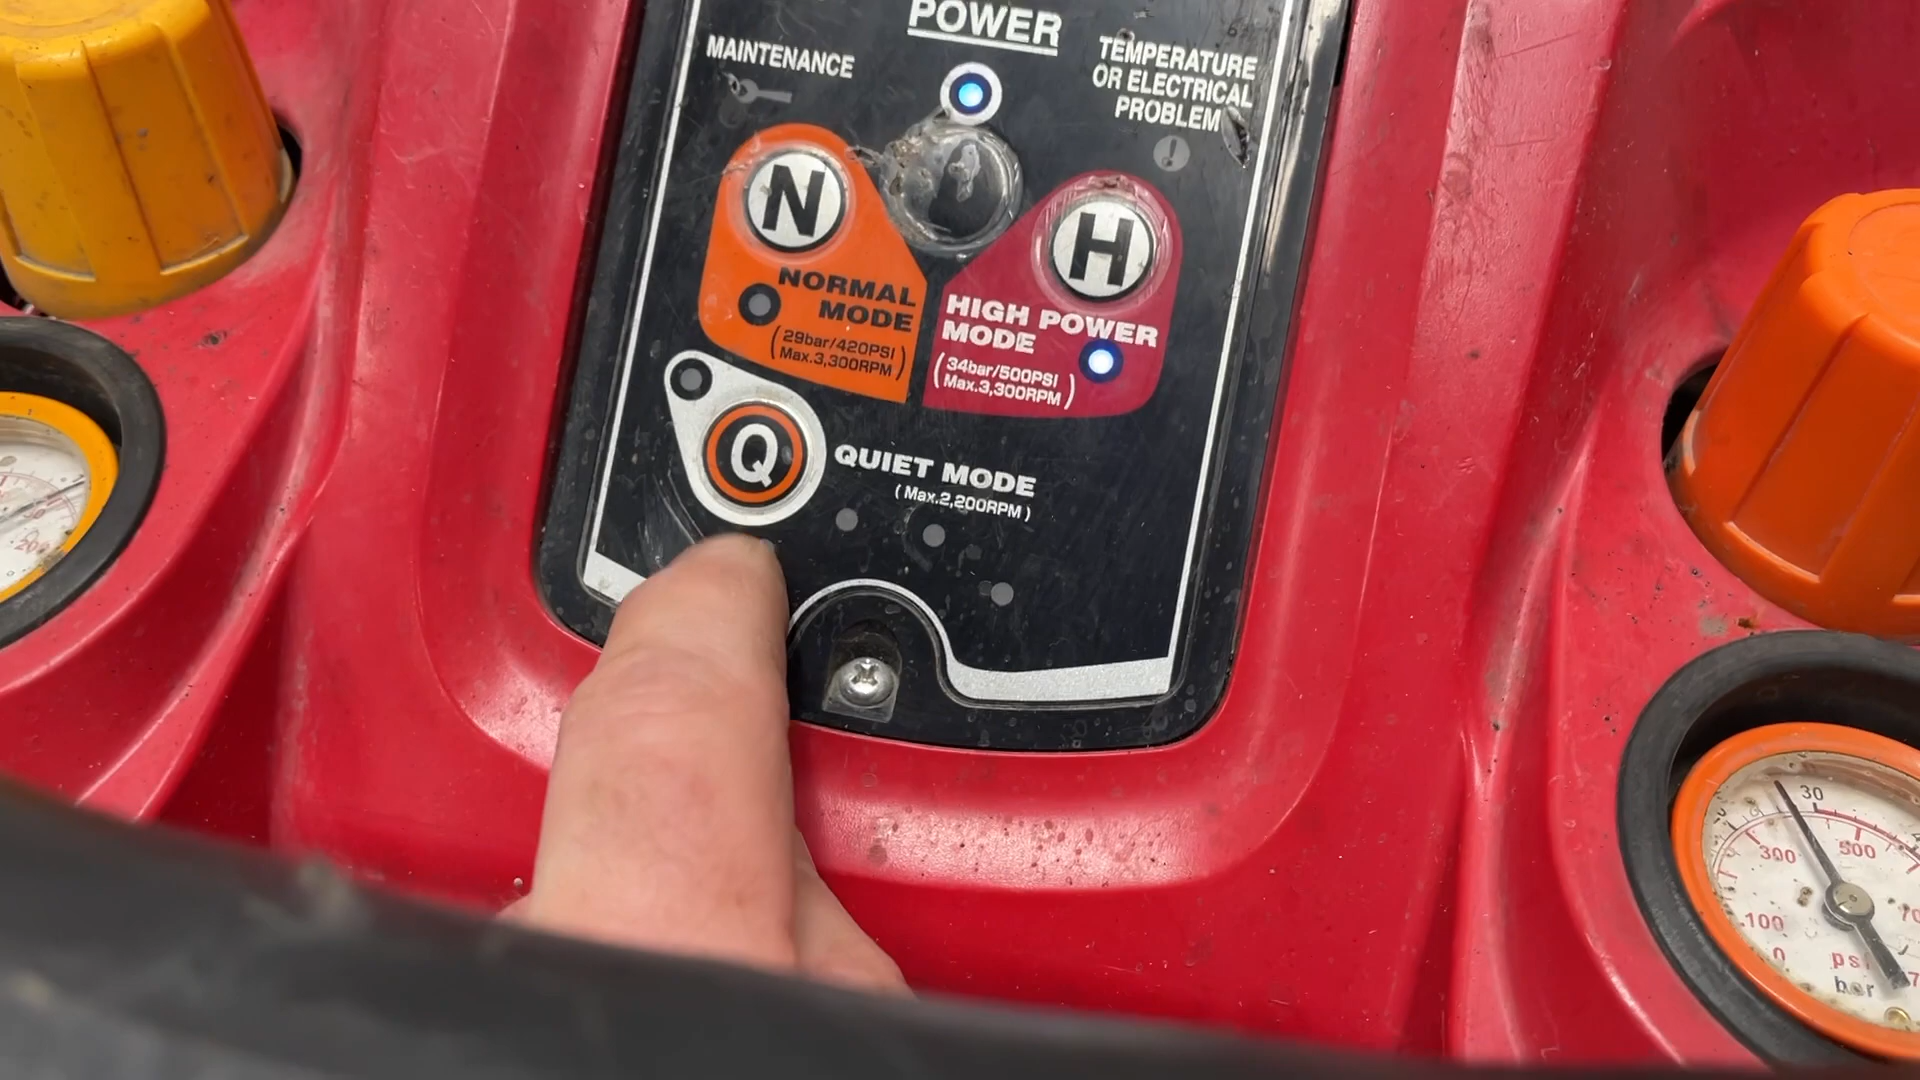 POWER
MAINTENANCE
TEMPERATURE
OR ELECTRICAL
PROBLEM
!
N
H
NORMAL
MODE
(29bar/420PSI
Max.3,300RPM)
HIGH POWER
MODE
(34bar/500PSI
Max.3,300RPM)
Q
QUIET MODE
(Max.2,200RPM)
30
300
500
100
0
psi
bar